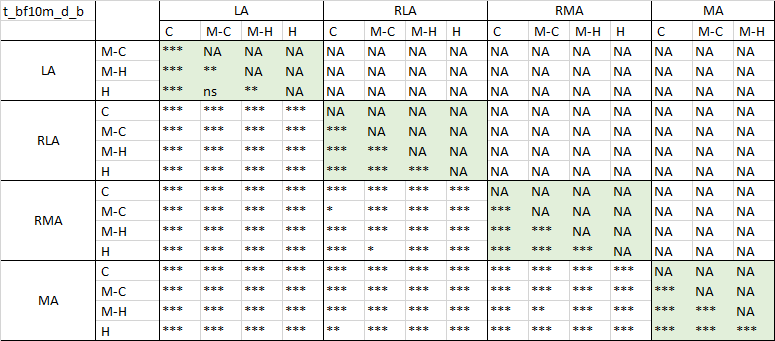 t_bf10m_d_b LA RLA RMA MA
C M-C M-H H C M-C M-H H C M-C M-H H C M-C M-H
LA M-C *** NA NA NA NA NA NA NA NA NA NA NA NA NA NA
M-H *** ** NA NA NA NA NA NA NA NA NA NA NA NA NA
H *** ns ** NA NA NA NA NA NA NA NA NA NA NA NA
RLA C *** *** *** *** NA NA NA NA NA NA NA NA NA NA NA
M-C *** *** *** *** *** NA NA NA NA NA NA NA NA NA NA
M-H *** *** *** *** *** *** NA NA NA NA NA NA NA NA NA
H *** *** *** *** *** *** *** NA NA NA NA NA NA NA NA
RMA C *** *** *** *** *** *** *** *** NA NA NA NA NA NA NA
M-C *** *** *** *** * *** *** *** *** NA NA NA NA NA NA
M-H *** *** *** *** *** *** *** *** *** *** NA NA NA NA NA
H *** *** *** *** *** * *** *** *** *** *** NA NA NA NA
MA C *** *** *** *** *** *** *** *** *** *** *** *** NA NA NA
M-C *** *** *** *** *** *** *** *** *** *** *** *** *** NA NA
M-H *** *** *** *** *** *** *** *** *** ** *** *** *** *** NA
H *** *** *** *** ** *** *** *** *** *** *** *** *** *** ***